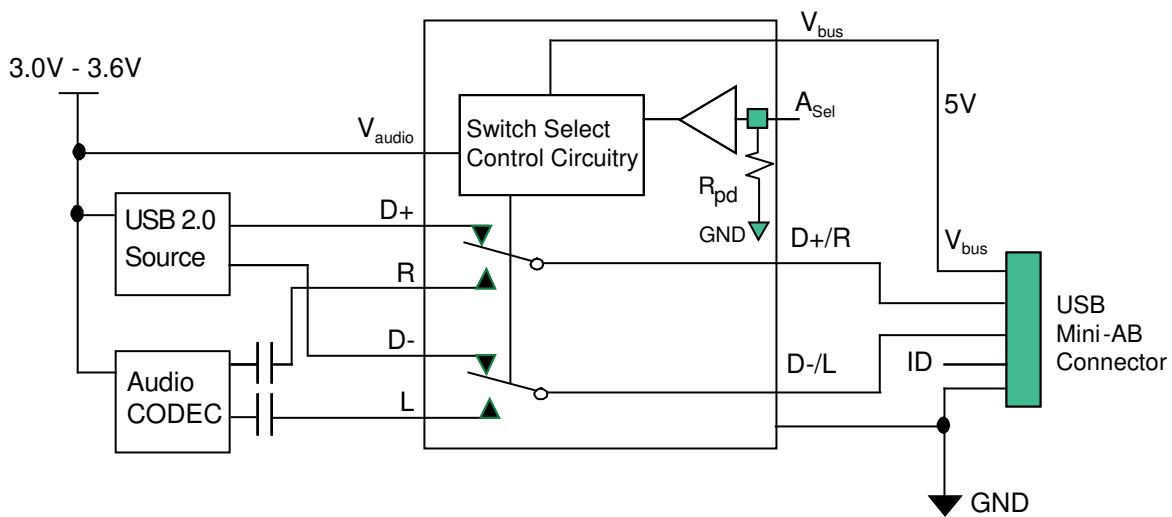 3.0V - 3.6V
Vbus
ASel
5V
Vaudio
Switch Select
Control Circuitry
Rpd
GND
USB 2.0
Source
D+
R
D+/R
Vbus
USB
Mini-AB
Connector
D-
D-/L
ID
Audio
CODEC
L
GND